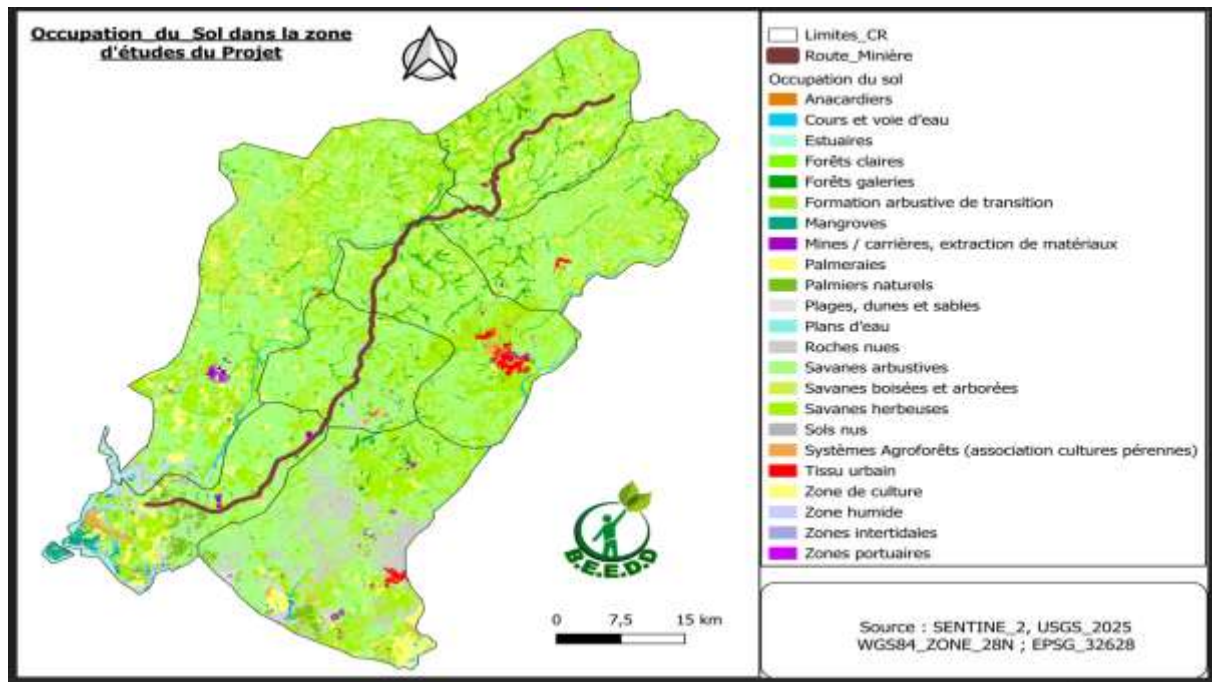 Occupation du Sol dans la zone
d'études du Projet
Limites_CR
Route_Minière
Occupation du sol
Anacardiers
Cours et voie d'eau
Estuaires
Forêts claires
Forêts galeries
Formation arbustive de transition
Mangroves
Mines / carrières, extraction de matériaux
Palmeraies
Palmiers naturels
Plages, dunes et sables
Plans d'eau
Roches nues
Savanes arbustives
Savanes boisées et arborées
Savanes herbeuses
Sols nus
Systèmes Agroforêts (association cultures pérennes)
Tissu urbain
Zone de culture
Zone humide
Zones intertidales
Zones portuaires
B.E.E.D.D
0 7,5 15 km
Source : SENTINE_2, USGS_2025
WGS84_ZONE_28N ; EPSG_32628